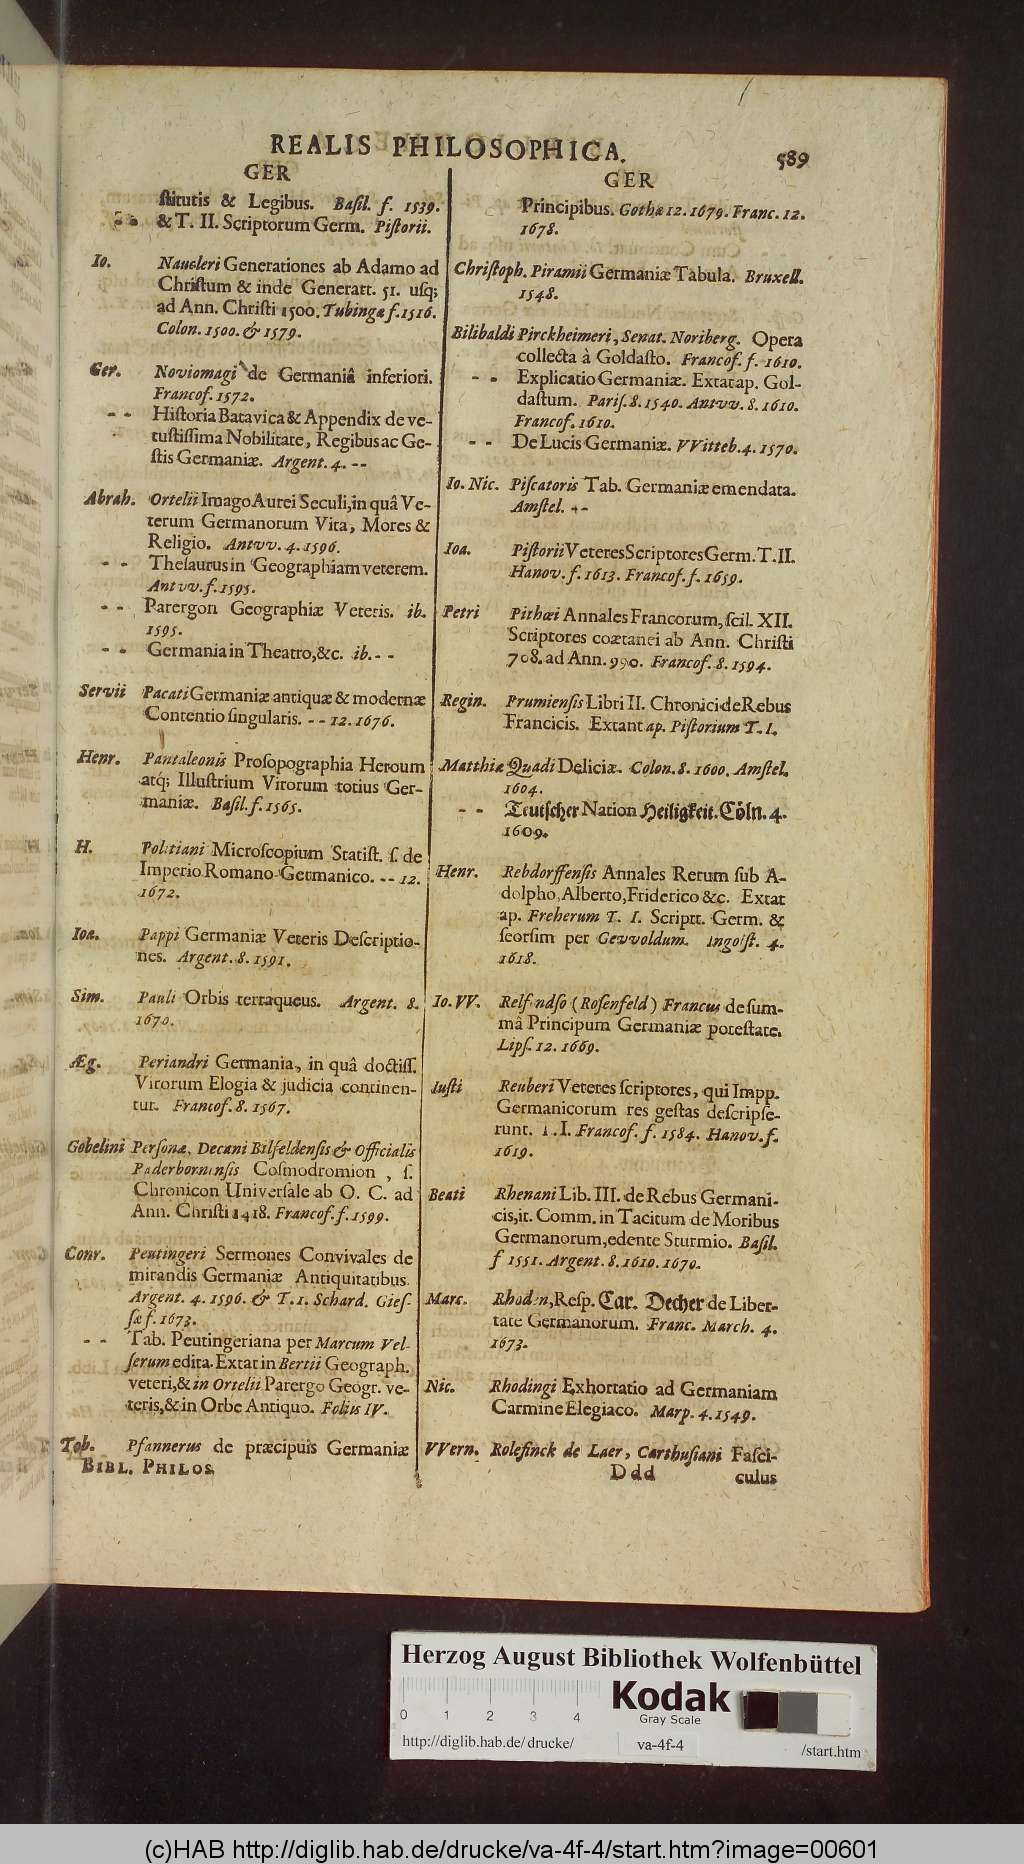 REALIS PHILOSOPHICA. 589
GER
stitutis & Legibus. Basil. f. 1539.
& T. II. Scriptorum Germ. Pistorii.
Io. Naucleri Generationes ab Adamo ad
Christum & inde Generatt. 51. usq;
ad Ann. Christi 1500. Tubingæ f. 1516.
Colon. 1500. & 1579.
Ger. Noviomagi de Germaniâ inferiori.
Francof. 1572.
- - Historia Batavica & Appendix de ve-
tustissima Nobilitate, Regibus ac Ge-
stis Germaniæ. Argent. 4. - -
Abrah. Ortelii Imago Aurei Seculi, in quâ Ve-
terum Germanorum Vita, Mores &
Religio. Antvv. 4. 1596.
- - Thesaurus in Geographiam veterem.
Antvv. f. 1595.
- - Parergon Geographiæ Veteris. ib.
1595.
- - Germania in Theatro, &c. ib. - -
Servii Pacati Germaniæ antiquæ & modernæ
Contentio singularis. - - 12. 1676.
Henr. Pantaleonis Prosopographia Heroum
atq; Illustrium Virorum totius Ger-
maniæ. Basil. f. 1565.
H. Politiani Microscopium Statist. s. de
Imperio Romano-Germanico. - - 12.
1672.
Ioa. Pappi Germaniæ Veteris Descriptio-
nes. Argent. 8. 1591.
Sim. Pauli Orbis terraqueus. Argent. 8.
1670.
Æg. Periandri Germania, in quâ doctiss.
Virorum Elogia & judicia continen-
tur. Francof. 8. 1567.
Gobelini Personæ, Decani Bilfeldensis & Officialis
Paderbornensis Cosmodromion, s.
Chronicon Universale ab O. C. ad
Ann. Christi 1418. Francof. f. 1599.
Conr. Peutingeri Sermones Convivales de
mirandis Germaniæ Antiquitatibus.
Argent. 4. 1596. & T. 1. Schard. Gies-
sæ f. 1673.
- - Tab. Peutingeriana per Marcum Vel-
serum edita. Extat in Bertii Geograph.
veteri, & in Ortelii Parergo Geogr. ve-
teris, & in Orbe Antiquo. Folius IV.
Tob. Pfannerus de præcipuis Germaniæ
BIBL. PHILOS.
GER
Principibus. Gothæ 12. 1679. Franc. 12.
1678.
Christoph. Piramii Germaniæ Tabula. Bruxell.
1548.
Bilibaldi Pirckheimeri, Senat. Noriberg. Opera
collecta à Goldasto. Francof. f. 1610.
- - Explicatio Germaniæ. Extat ap. Gol-
dastum. Paris. 8. 1540. Antvv. 8. 1610.
Francof. 1610.
- - De Lucis Germaniæ. VVitteb. 4. 1570.
Io. Nic. Piscatoris Tab. Germaniæ emendata.
Amstel. - -
Ioa. Pistorii Veteres Scriptores Germ. T. II.
Hanov. f. 1613. Francof. f. 1659.
Petri Pithœi Annales Francorum, scil. XII.
Scriptores coætanei ab Ann. Christi
708. ad Ann. 990. Francof. 8. 1594.
Regin. Prumiensis Libri II. Chronici de Rebus
Francicis. Extant ap. Pistorium T. I.
Matthiæ Quadi Deliciæ. Colon. 8. 1600. Amstel.
1604.
- - Teutscher Nation Heiligkeit. Cöln. 4.
1609.
Henr. Rebdorffensis Annales Rerum sub A-
dolpho, Alberto, Friderico &c. Extat
ap. Freherum T. I. Scriptt. Germ. &
seorsim per Gevvoldum. Ingolst. 4.
1618.
Io. VV. Relfendso (Rosenfeld) Francus de sum-
mâ Principum Germaniæ potestate.
Lips. 12. 1669.
Iusti Reuberi Veteres scriptores, qui Impp.
Germanicorum res gestas descripse-
runt. T. I. Francof. f. 1584. Hanov. f.
1619.
Beati Rhenani Lib. III. de Rebus Germani-
cis, it. Comm. in Tacitum de Moribus
Germanorum, edente Sturmio. Basil.
f 1551. Argent. 8. 1610. 1670.
Marc. Rhoden, Resp. Car. Decher de Liber-
tate Germanorum. Franc. March. 4.
1673.
Nic. Rhodingi Exhortatio ad Germaniam
Carmine Elegiaco. Marp. 4. 1549.
VVern. Rolefinck de Laer, Carthusiani Fasci-
Ddd culus
Herzog August Bibliothek Wolfenbüttel
Kodak
Gray Scale
0 1 2 3 4
http://diglib.hab.de/drucke/ va-4f-4 /start.htm
(c)HAB http://diglib.hab.de/drucke/va-4f-4/start.htm?image=00601